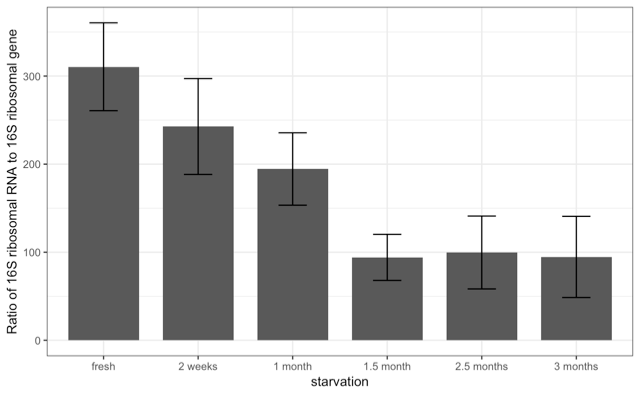 Ratio of 16S ribosomal RNA to 16S ribosomal gene
300
200
100
0
fresh 2 weeks 1 month 1.5 month 2.5 months 3 months
starvation